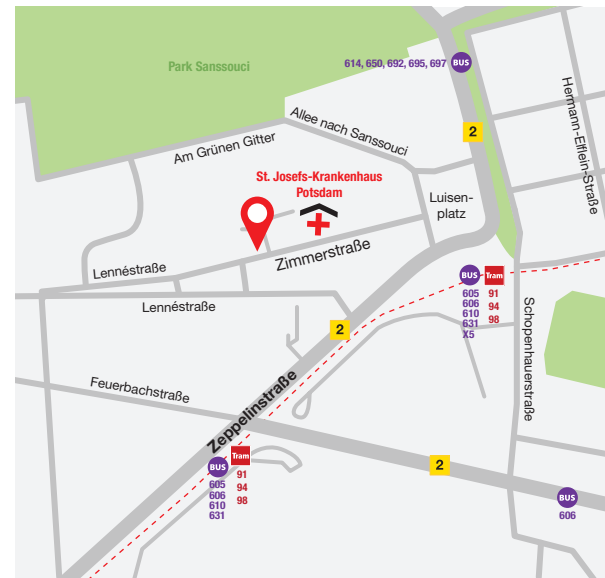 614, 650, 692, 695, 697
BUS
Park Sanssouci
Hermann-Elflein-Straße
2
Allee nach Sanssouci
Am Grünen Gitter
St. Josefs-Krankenhaus
Potsdam
Luisen-
platz
Zimmerstraße
Lennéstraße
Lennéstraße
BUS
605
606
610
631
X5
Tram
91
94
98
Schopenhauerstraße
2
Feuerbachstraße
Zeppelinstraße
BUS
605
606
610
631
Tram
91
94
98
2
BUS
606